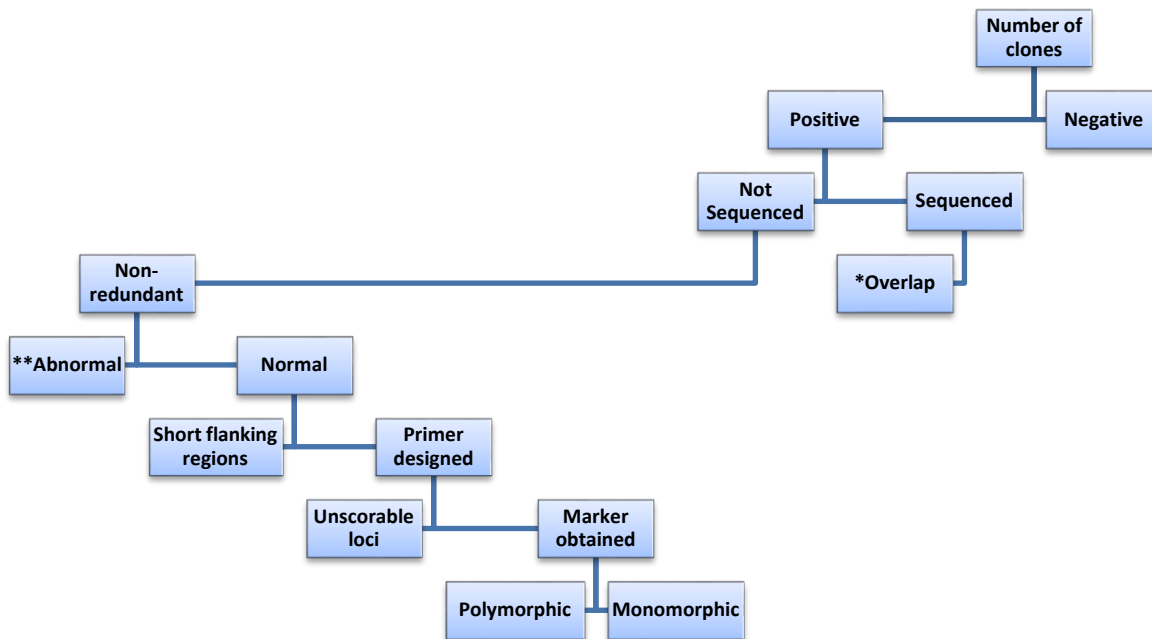 Number of
clones
Positive
Negative
Not
Sequenced
Sequenced
Non-
redundant
*Overlap
**Abnormal
Normal
Short flanking
regions
Primer
designed
Unscorable
loci
Marker
obtained
Polymorphic
Monomorphic